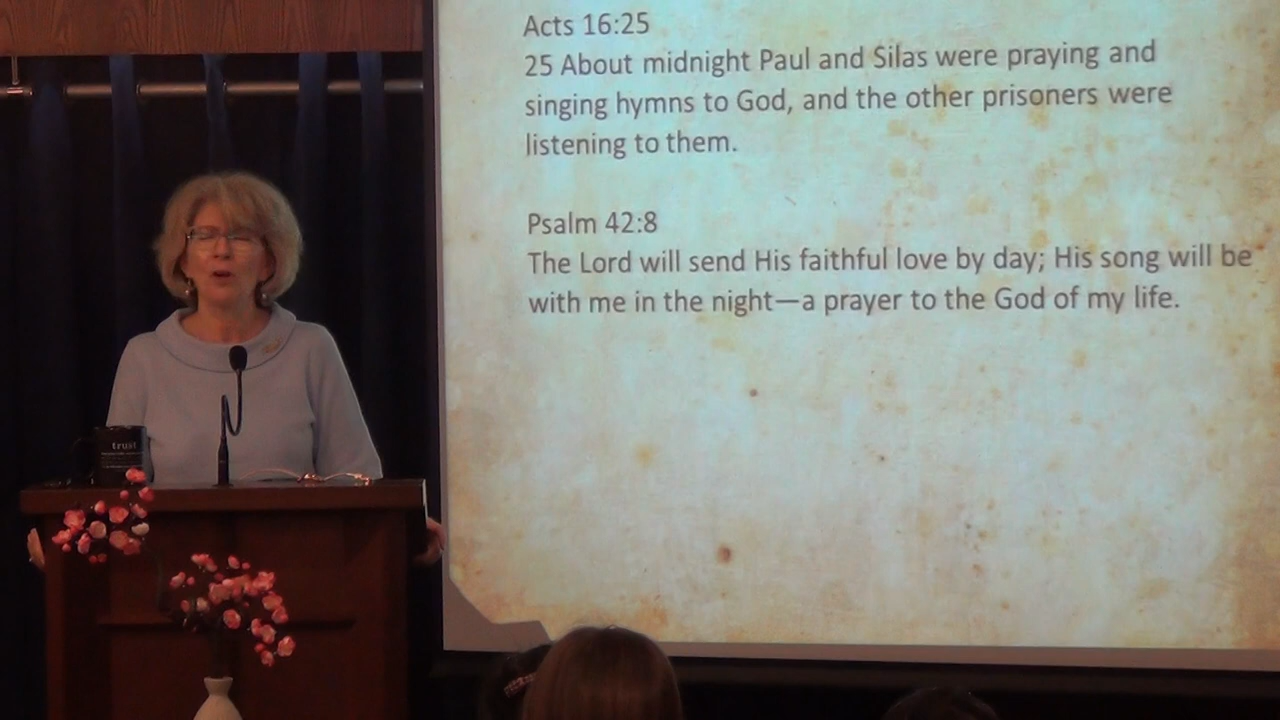 Acts 16:25
25 About midnight Paul and Silas were praying and
singing hymns to God, and the other prisoners were
listening to them.
Psalm 42:8
The Lord will send His faithful love by day; His song will be
with me in the night—a prayer to the God of my life.
trust